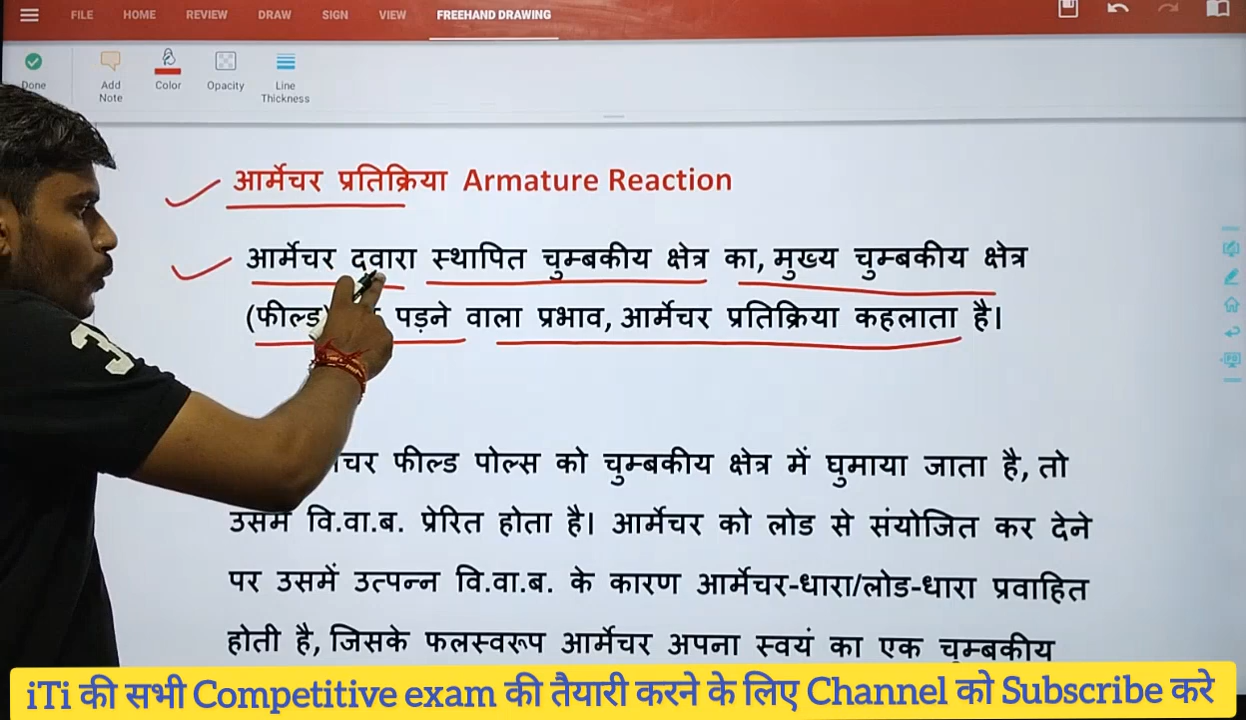 FILE HOME REVIEW DRAW SIGN VIEW FREEHAND DRAWING
Done Add Note Color Opacity Line Thickness
आर्मेचर प्रतिक्रिया Armature Reaction
आर्मेचर दवारा स्थापित चुम्बकीय क्षेत्र का, मुख्य चुम्बकीय क्षेत्र
(फील्ड) पड़ने वाला प्रभाव, आर्मेचर प्रतिक्रिया कहलाता है।
चर फील्ड पोल्स को चुम्बकीय क्षेत्र में घुमाया जाता है, तो
उसमें वि.वा.ब. प्रेरित होता है। आर्मेचर को लोड से संयोजित कर देने
पर उसमें उत्पन्न वि.वा.ब. के कारण आर्मेचर-धारा/लोड-धारा प्रवाहित
होती है, जिसके फलस्वरूप आर्मेचर अपना स्वयं का एक चुम्बकीय
iTi की सभी Competitive exam की तैयारी करने के लिए Channel को Subscribe करे
3